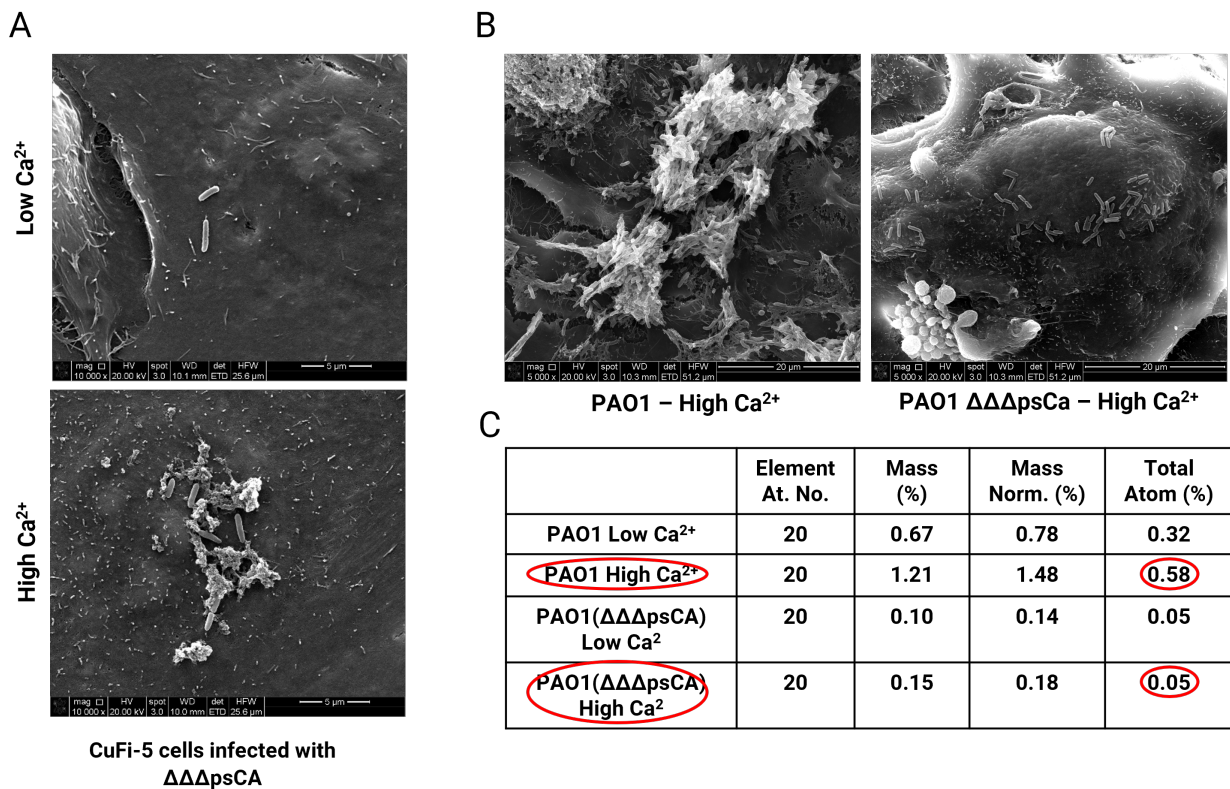 A
Low Ca²⁺
mag □ HV spot WD det HFW
10 000 x 20.00 kV 3.0 10.1 mm ETD 25.6 µm 5 µm
High Ca²⁺
mag □ HV spot WD det HFW
10 000 x 20.00 kV 3.0 10.0 mm ETD 25.6 µm 5 µm
CuFi-5 cells infected with
ΔΔΔpsCA
B
mag □ HV spot WD det HFW 20 µm
5 000 x 20.00 kV 3.0 10.3 mm ETD 51.2 µm
PAO1 – High Ca²⁺
mag □ HV spot WD det HFW 20 µm
5 000 x 20.00 kV 3.0 10.3 mm ETD 51.2 µm
PAO1 ΔΔΔpsCa – High Ca²⁺
C
Element Mass Mass Total
At. No. (%) Norm. (%) Atom (%)
PAO1 Low Ca²⁺ 20 0.67 0.78 0.32
PAO1 High Ca²⁺ 20 1.21 1.48 0.58
PAO1(ΔΔΔpsCA) 20 0.10 0.14 0.05
Low Ca²
PAO1(ΔΔΔpsCA) 20 0.15 0.18 0.05
High Ca²